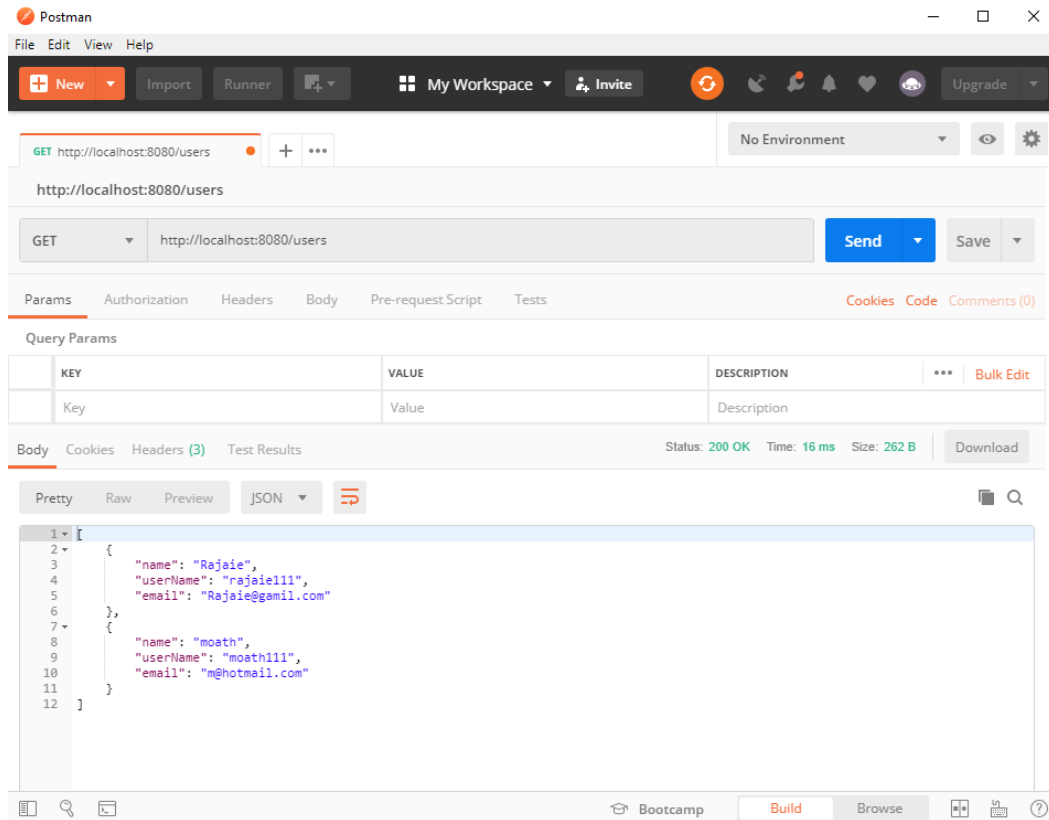 Postman
File Edit View Help
New Import Runner My Workspace Invite Upgrade
GET http://localhost:8080/users No Environment
http://localhost:8080/users
GET http://localhost:8080/users Send Save
Params Authorization Headers Body Pre-request Script Tests Cookies Code Comments (0)
Query Params
KEY VALUE DESCRIPTION Bulk Edit
Key Value Description
Body Cookies Headers (3) Test Results Status: 200 OK Time: 16 ms Size: 262 B Download
Pretty Raw Preview JSON
1 [
2 {
3 "name": "Rajaie",
4 "userName": "rajaie111",
5 "email": "Rajaie@gamil.com"
6 },
7 {
8 "name": "moath",
9 "userName": "moath111",
10 "email": "m@hotmail.com"
11 }
12 ]
Bootcamp Build Browse